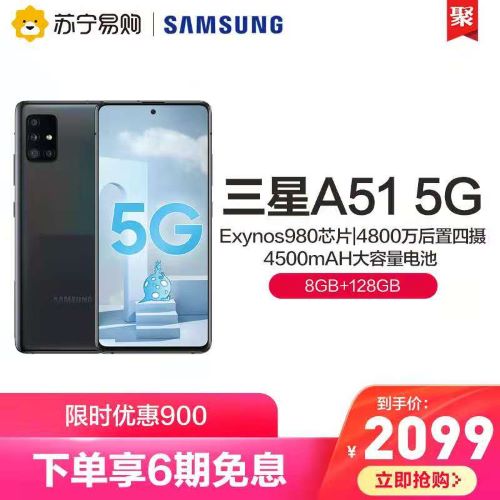 苏宁易购 SAMSUNG
聚
5G
SAMSUNG
三星A51 5G
Exynos980芯片|4800万后置四摄
4500mAH大容量电池
8GB+128GB
限时优惠900
下单享6期免息
到手价:
¥2099
立即抢购>